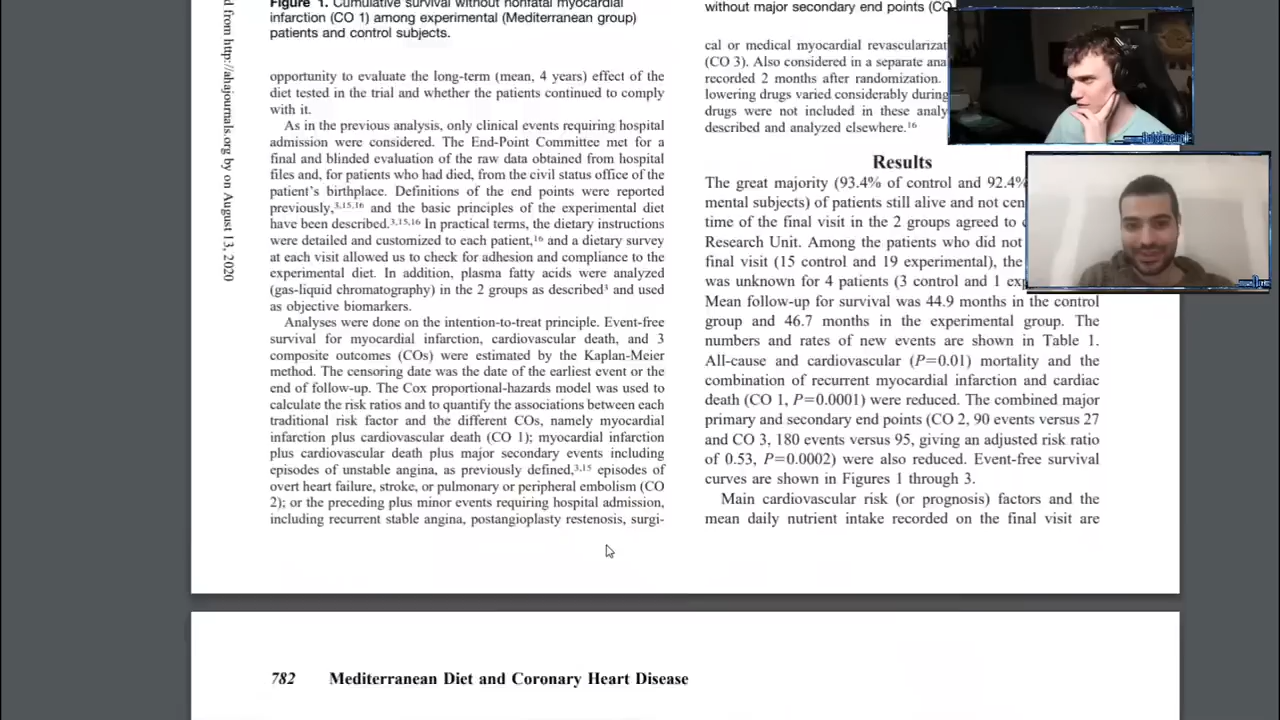 d from http://ahajournals.org by on August 13, 2020
Figure 1. Cumulative survival without nonfatal myocardial
infarction (CO 1) among experimental (Mediterranean group)
patients and control subjects.
opportunity to evaluate the long-term (mean, 4 years) effect of the
diet tested in the trial and whether the patients continued to comply
with it.
As in the previous analysis, only clinical events requiring hospital
admission were considered. The End-Point Committee met for a
final and blinded evaluation of the raw data obtained from hospital
files and, for patients who had died, from the civil status office of the
patient's birthplace. Definitions of the end points were reported
previously,3,15,16 and the basic principles of the experimental diet
have been described.3,15,16 In practical terms, the dietary instructions
were detailed and customized to each patient,16 and a dietary survey
at each visit allowed us to check for adhesion and compliance to the
experimental diet. In addition, plasma fatty acids were analyzed
(gas-liquid chromatography) in the 2 groups as described3 and used
as objective biomarkers.
Analyses were done on the intention-to-treat principle. Event-free
survival for myocardial infarction, cardiovascular death, and 3
composite outcomes (COs) were estimated by the Kaplan-Meier
method. The censoring date was the date of the earliest event or the
end of follow-up. The Cox proportional-hazards model was used to
calculate the risk ratios and to quantify the associations between each
traditional risk factor and the different COs, namely myocardial
infarction plus cardiovascular death (CO 1); myocardial infarction
plus cardiovascular death plus major secondary events including
episodes of unstable angina, as previously defined,3,15 episodes of
overt heart failure, stroke, or pulmonary or peripheral embolism (CO
2); or the preceding plus minor events requiring hospital admission,
including recurrent stable angina, postangioplasty restenosis, surgi-
without major secondary end points (CO
cal or medical myocardial revascularizat
(CO 3). Also considered in a separate ana
recorded 2 months after randomization.
lowering drugs varied considerably during
drugs were not included in these analy
described and analyzed elsewhere.16
Results
The great majority (93.4% of control and 92.4%
mental subjects) of patients still alive and not cen
time of the final visit in the 2 groups agreed to
Research Unit. Among the patients who did not
final visit (15 control and 19 experimental), the
was unknown for 4 patients (3 control and 1 exp
Mean follow-up for survival was 44.9 months in the control
group and 46.7 months in the experimental group. The
numbers and rates of new events are shown in Table 1.
All-cause and cardiovascular (P=0.01) mortality and the
combination of recurrent myocardial infarction and cardiac
death (CO 1, P=0.0001) were reduced. The combined major
primary and secondary end points (CO 2, 90 events versus 27
and CO 3, 180 events versus 95, giving an adjusted risk ratio
of 0.53, P=0.0002) were also reduced. Event-free survival
curves are shown in Figures 1 through 3.
Main cardiovascular risk (or prognosis) factors and the
mean daily nutrient intake recorded on the final visit are
782 Mediterranean Diet and Coronary Heart Disease